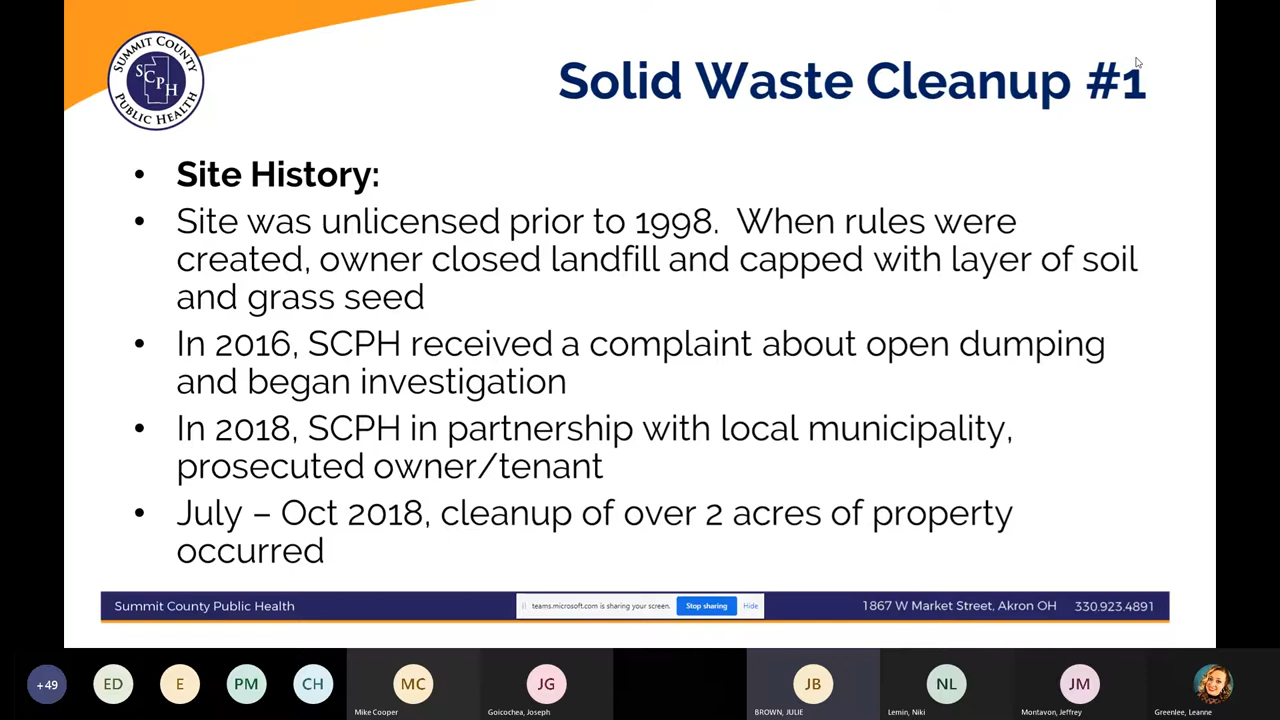 SUMMIT COUNTY
SCPH
PUBLIC HEALTH
Solid Waste Cleanup #1
• Site History:
• Site was unlicensed prior to 1998.  When rules were
created, owner closed landfill and capped with layer of soil
and grass seed
• In 2016, SCPH received a complaint about open dumping
and began investigation
• In 2018, SCPH in partnership with local municipality,
prosecuted owner/tenant
• July – Oct 2018, cleanup of over 2 acres of property
occurred
Summit County Public Health
teams.microsoft.com is sharing your screen.
Stop sharing
Hide
1867 W Market Street, Akron OH
330.923.4891
+49
ED
E
PM
CH
MC
JG
JB
NL
JM
Mike Cooper
Goicochea, Joseph
BROWN, JULIE
Lemin, Niki
Montavon, Jeffrey
Greenlee, Leanne